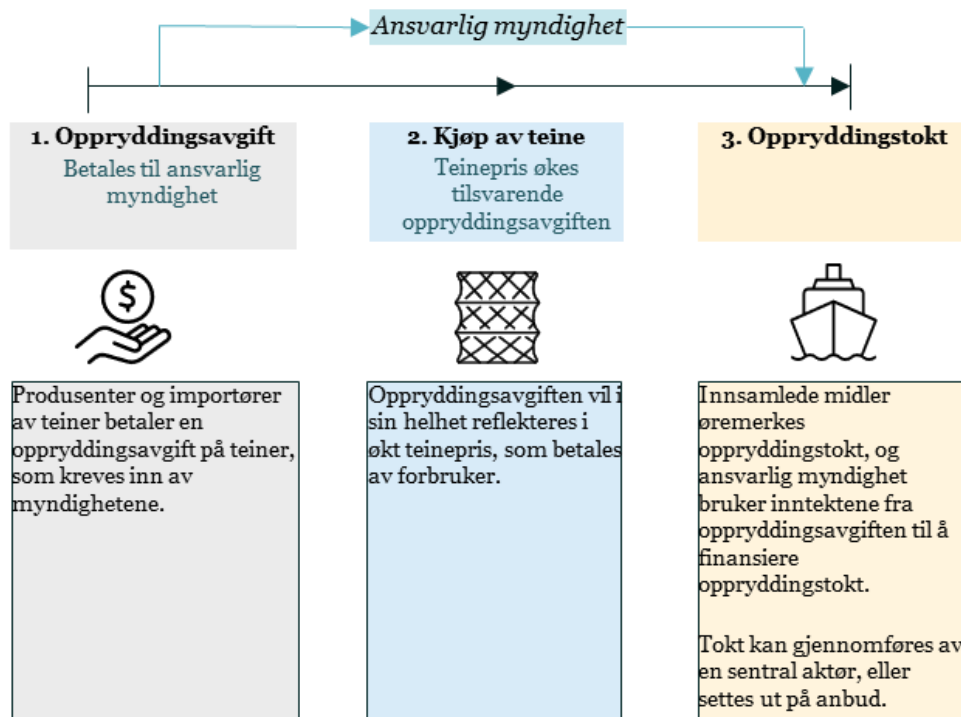 Ansvarlig myndighet
1. Oppryddingsavgift
Betales til ansvarlig
myndighet
2. Kjøp av teine
Teinepris økes
tilsvarende
oppryddingsavgiften
3. Oppryddingstokt
$
Produsenter og importører
av teiner betaler en
oppryddingsavgift på teiner,
som kreves inn av
myndighetene.
Oppryddingsavgiften vil i
sin helhet reflekteres i
økt teinepris, som betales
av forbruker.
Innsamlede midler
øremerkes
oppryddingstokt, og
ansvarlig myndighet
bruker inntektene fra
oppryddingsavgiften til å
finansiere
oppryddingstokt.
Tokt kan gjennomføres av
en sentral aktør, eller
settes ut på anbud.